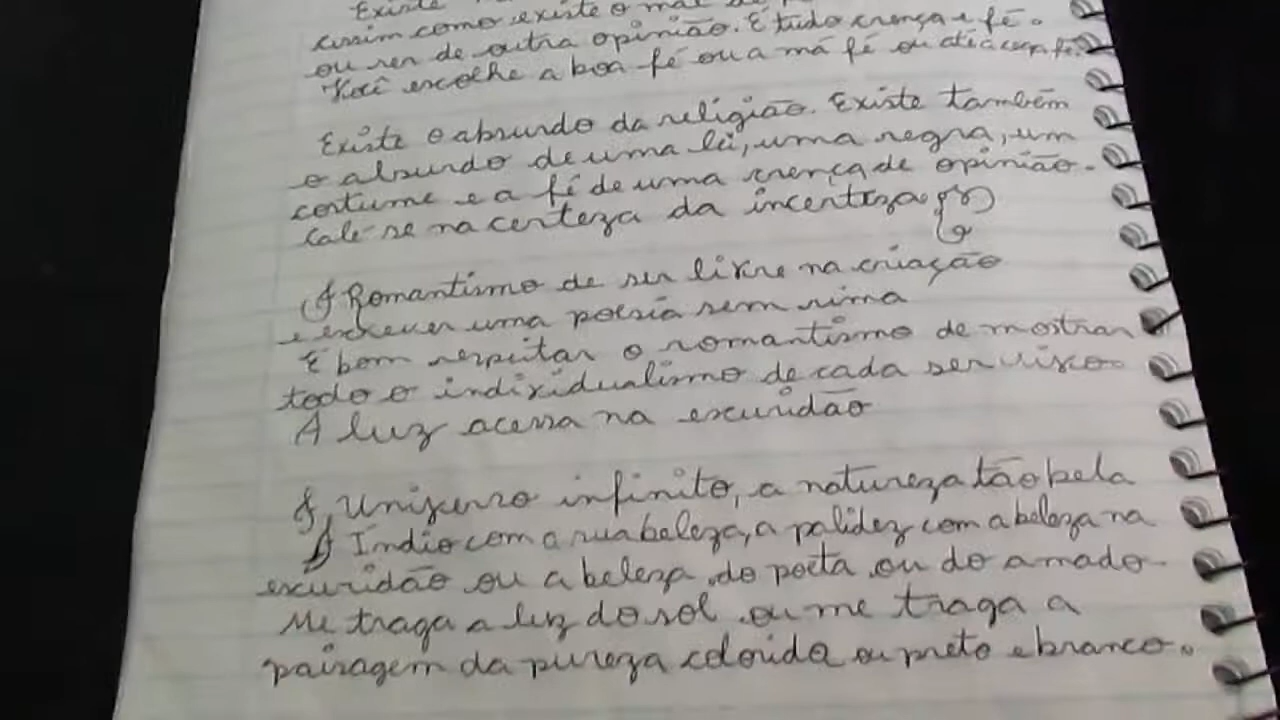 Existe
assim como existe o mal de
ou ser de outra opinião. É tudo crença e fé.
Você escolhe a boa fé ou a má fé ou até a
Existe o absurdo da religião. Existe também
o absurdo de uma lei, uma regra, um
costume e a fé de uma crença de opinião.
Cale-se na certeza da incerteza
O Romantismo de ser livre na criação
e escrever uma poesia sem rima
É bom respeitar o romantismo de mostrar
todo o individualismo de cada ser vivo.
A luz acesa na escuridão
O Universo infinito, a natureza tão bela
O Índio com a sua beleza, a palidez com a beleza na
escuridão ou a beleza do poeta ou do amado.
Me traga a luz do sol ou me traga a
paisagem da pureza colorida ou preto e branco.